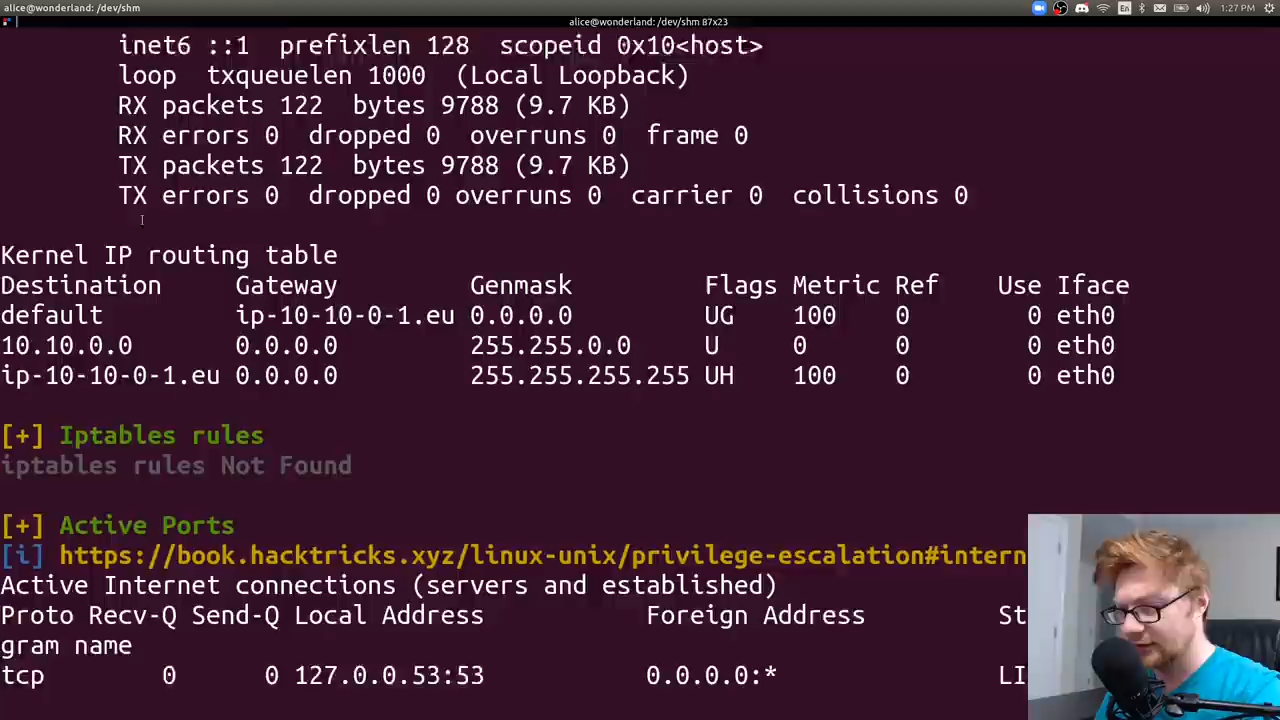 alice@wonderland: /dev/shm
En
1:27 PM
alice@wonderland: /dev/shm 87x23
inet6 ::1  prefixlen 128  scopeid 0x10<host>
loop  txqueuelen 1000  (Local Loopback)
RX packets 122  bytes 9788 (9.7 KB)
RX errors 0  dropped 0  overruns 0  frame 0
TX packets 122  bytes 9788 (9.7 KB)
TX errors 0  dropped 0 overruns 0  carrier 0  collisions 0
Kernel IP routing table
Destination     Gateway         Genmask         Flags Metric Ref    Use Iface
default         ip-10-10-0-1.eu 0.0.0.0         UG    100    0        0 eth0
10.10.0.0       0.0.0.0         255.255.0.0     U     0      0        0 eth0
ip-10-10-0-1.eu 0.0.0.0         255.255.255.255 UH    100    0        0 eth0
[+] Iptables rules
iptables rules Not Found
[+] Active Ports
[i] https://book.hacktricks.xyz/linux-unix/privilege-escalation#intern
Active Internet connections (servers and established)
Proto Recv-Q Send-Q Local Address           Foreign Address         St
gram name
tcp        0      0 127.0.0.53:53           0.0.0.0:*               LI